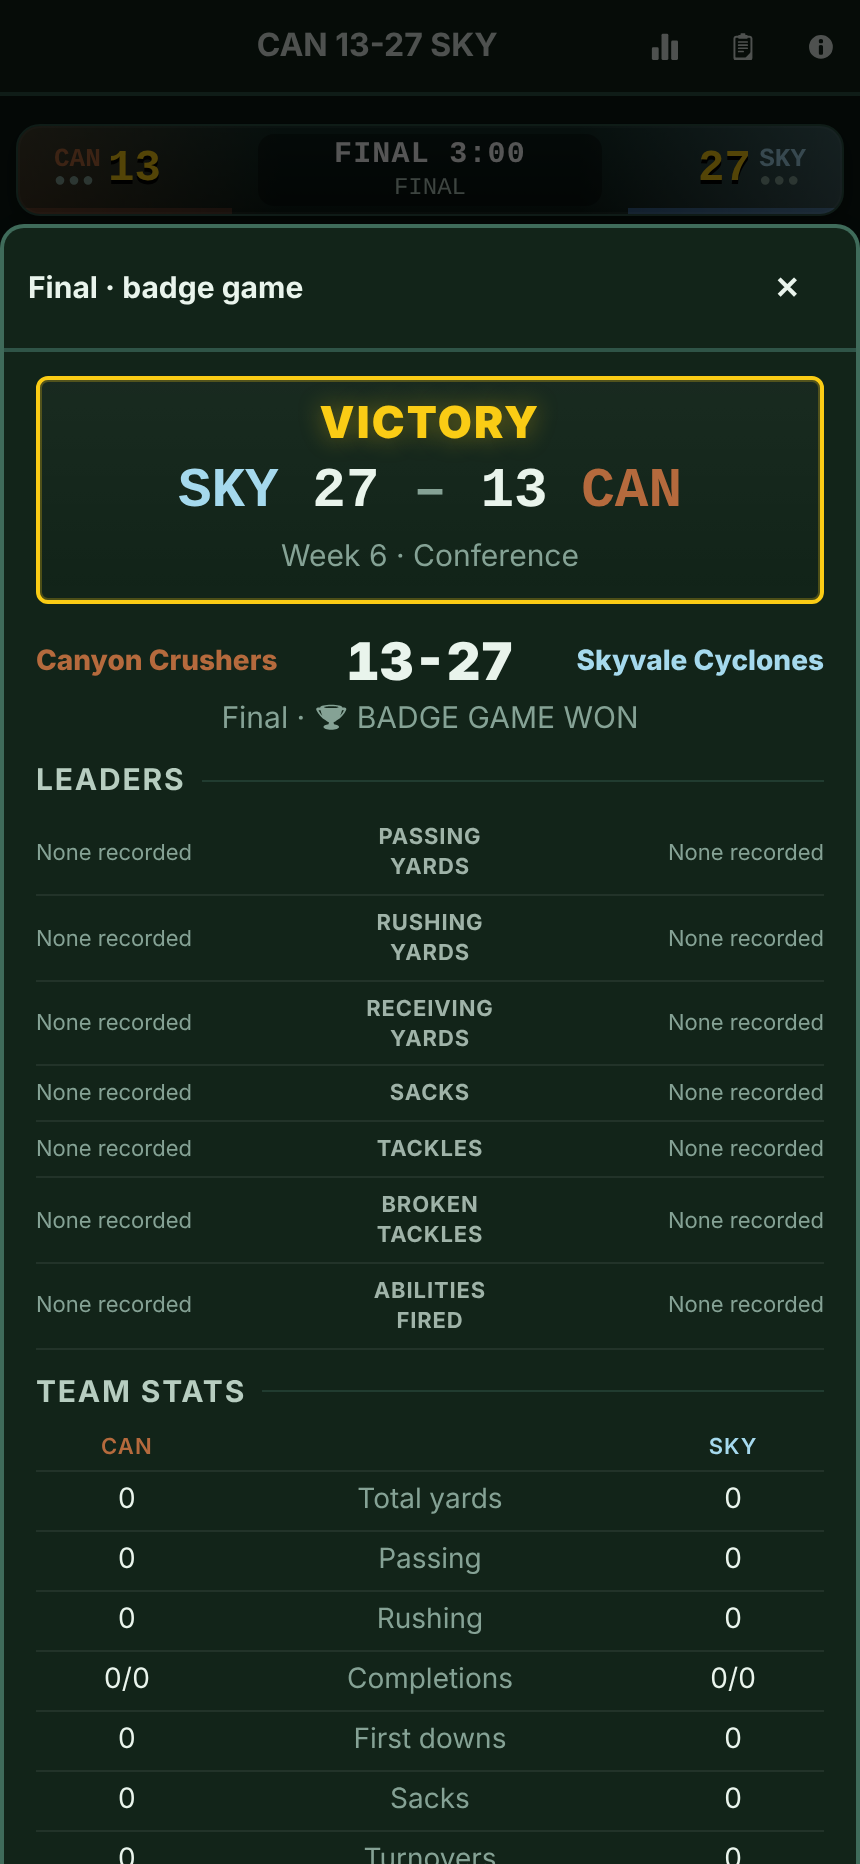 CAN 13-27 SKY
CAN 13 FINAL 3:00 27 SKY
FINAL
Final · badge game ×
VICTORY
SKY 27 – 13 CAN
Week 6 · Conference
Canyon Crushers 13-27 Skyvale Cyclones
Final · 🏆 BADGE GAME WON
LEADERS
None recorded PASSING YARDS None recorded
None recorded RUSHING YARDS None recorded
None recorded RECEIVING YARDS None recorded
None recorded SACKS None recorded
None recorded TACKLES None recorded
None recorded BROKEN TACKLES None recorded
None recorded ABILITIES FIRED None recorded
TEAM STATS
CAN SKY
0 Total yards 0
0 Passing 0
0 Rushing 0
0/0 Completions 0/0
0 First downs 0
0 Sacks 0
0 Turnovers 0